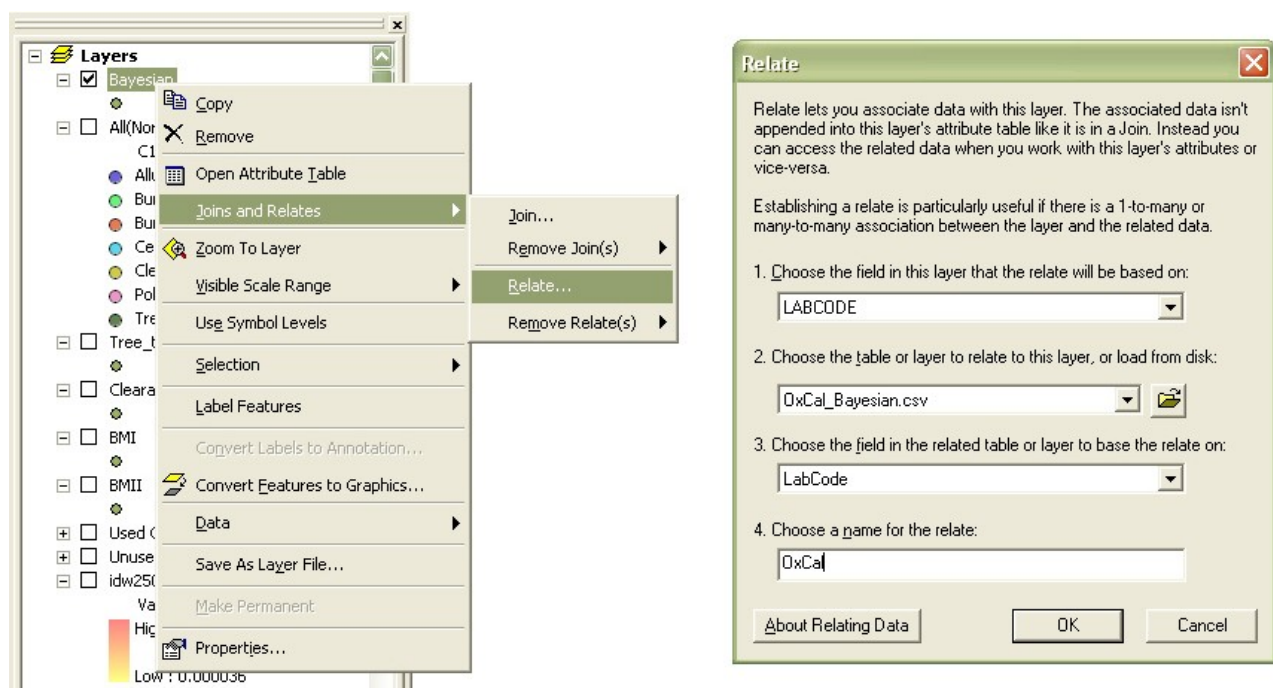 Layers
Bayesian
All(Nor
C1
Allu
Bur
Bur
Ce
Cle
Pol
Tre
Tree_t
Cleara
BMI
BMII
Used C
Unuse
idw250
Va
Hig
Low : 0.000036
Copy
Remove
Open Attribute Table
Joins and Relates
Zoom To Layer
Visible Scale Range
Use Symbol Levels
Selection
Label Features
Convert Labels to Annotation...
Convert Features to Graphics...
Data
Save As Layer File...
Make Permanent
Properties...
Join...
Remove Join(s)
Relate...
Remove Relate(s)
Relate
Relate lets you associate data with this layer. The associated data isn't
appended into this layer's attribute table like it is in a Join. Instead you
can access the related data when you work with this layer's attributes or
vice-versa.
Establishing a relate is particularly useful if there is a 1-to-many or
many-to-many association between the layer and the related data.
1. Choose the field in this layer that the relate will be based on:
LABCODE
2. Choose the table or layer to relate to this layer, or load from disk:
OxCal_Bayesian.csv
3. Choose the field in the related table or layer to base the relate on:
LabCode
4. Choose a name for the relate:
OxCal
About Relating Data
OK
Cancel